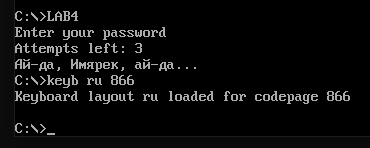 C:\>LAB4
Enter your password
Attempts left: 3
Ай-да, Имярек, ай-да...
C:\>keyb ru 866
Keyboard layout ru loaded for codepage 866
C:\>_